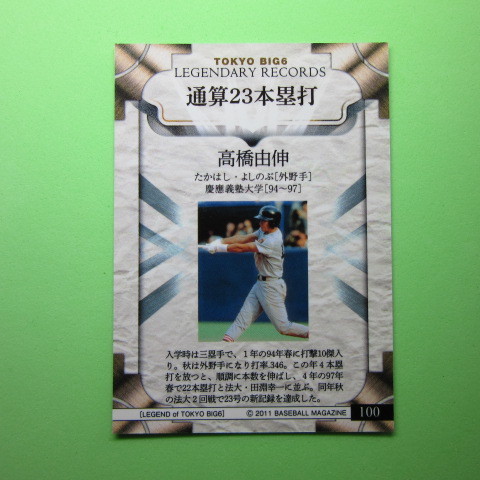 TOKYO BIG6
LEGENDARY RECORDS
通算23本塁打
高橋由伸
たかはし・よしのぶ[外野手]
慶應義塾大学[94〜97]
入学時は三塁手で、1年の94年春に打撃10傑入
り。秋は外野手になり打率.346。この年4本塁
打を放つと、順調に本数を伸ばし、4年の97年
春で22本塁打と法大・田淵幸一に並ぶ。同年秋
の法大2回戦で23号の新記録を達成した。
[LEGEND of TOKYO BIG6]
© 2011 BASEBALL MAGAZINE
100